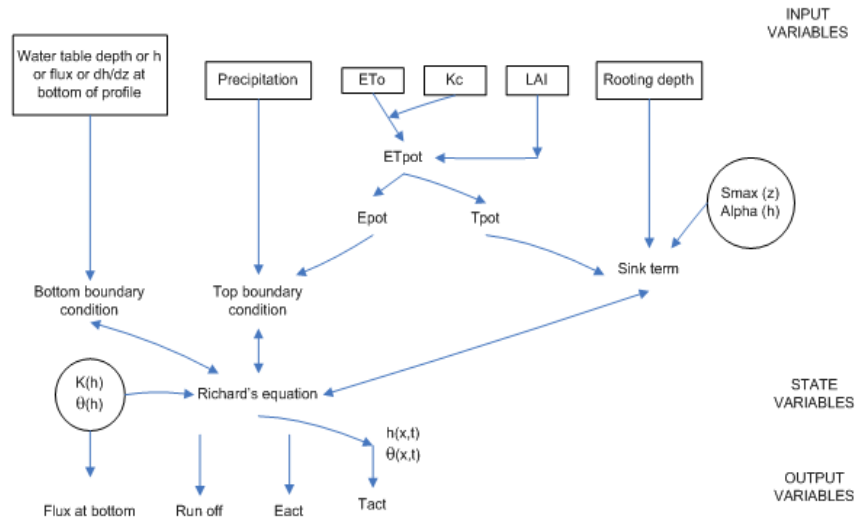 INPUT
VARIABLES
Water table depth or h
or flux or dh/dz at
bottom of profile
Precipitation
ETo
Kc
LAI
Rooting depth
ETpot
Smax (z)
Alpha (h)
Epot
Tpot
Sink term
Bottom boundary
condition
Top boundary
condition
K(h)
θ(h)
Richard's equation
STATE
VARIABLES
h(x,t)
θ(x,t)
OUTPUT
VARIABLES
Flux at bottom
Run off
Eact
Tact